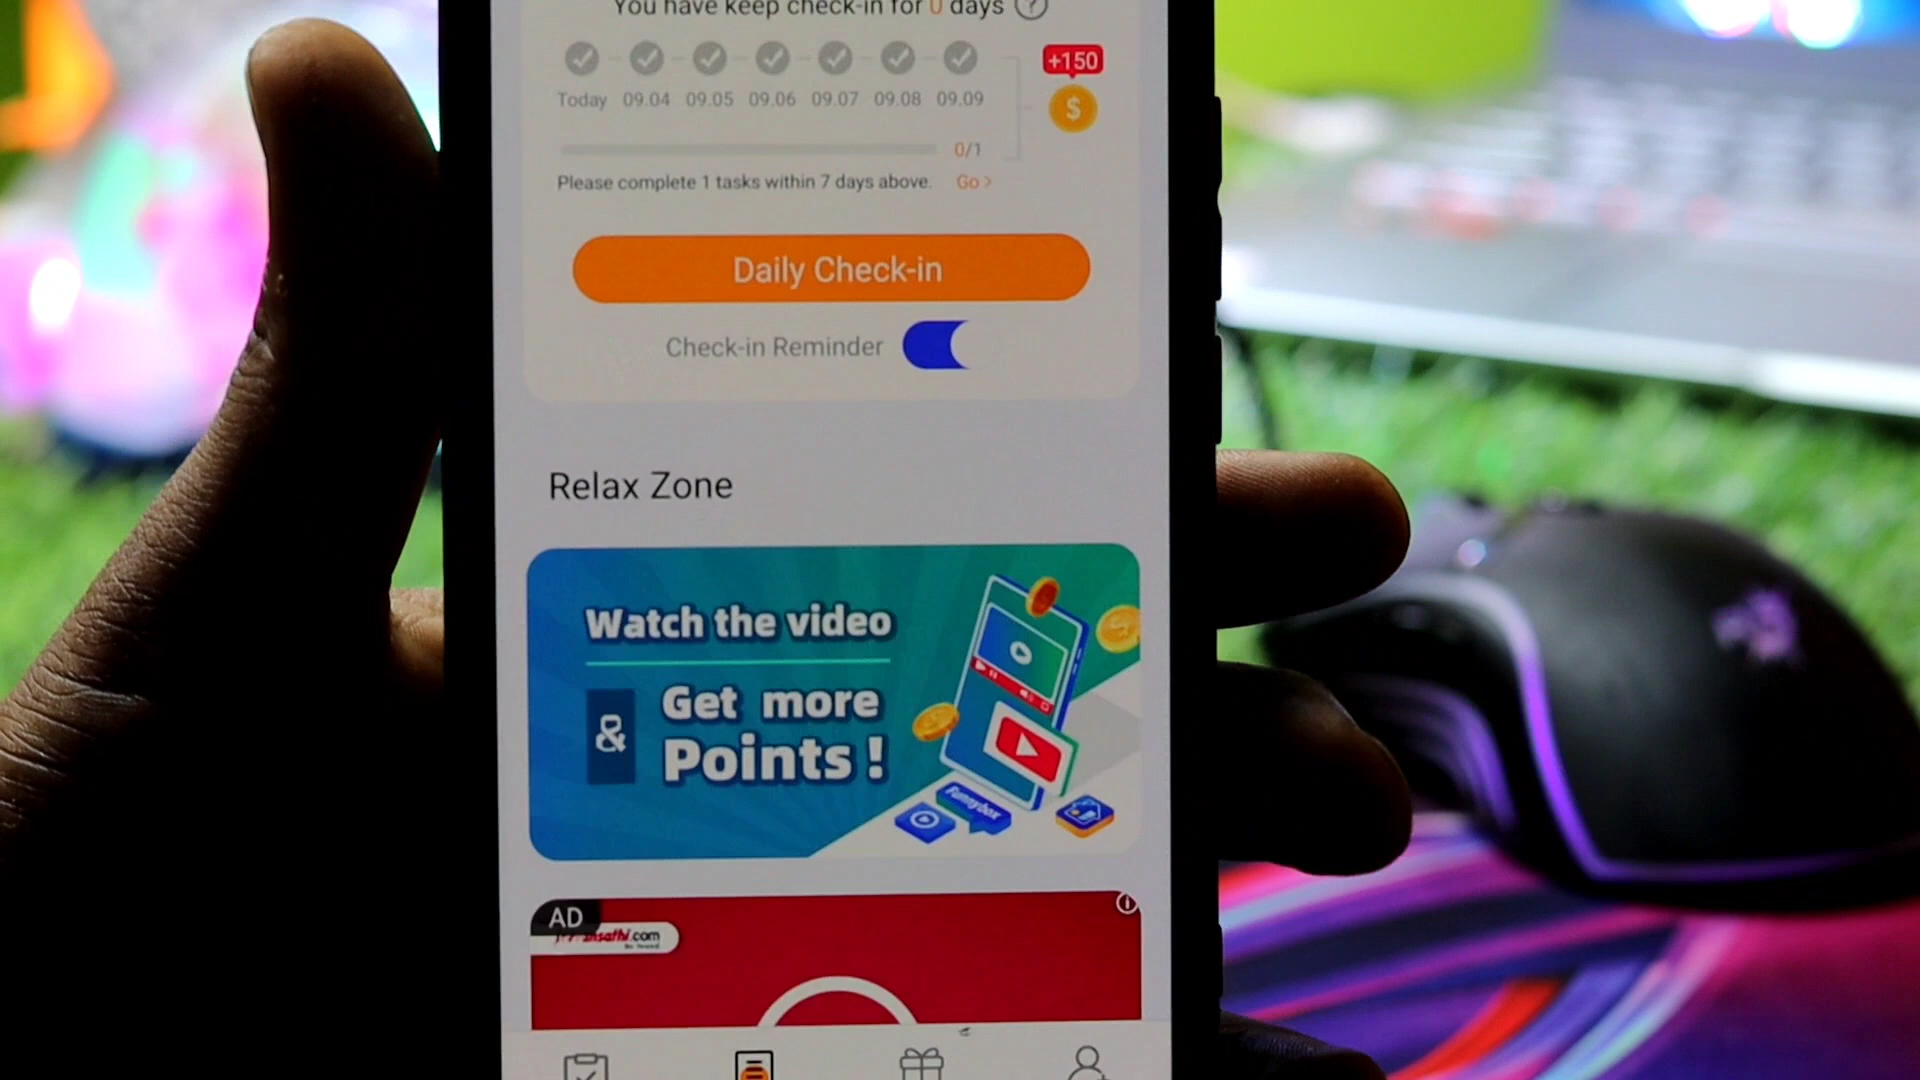 You have keep check-in for 0 days ?
+150
$
Today 09.04 09.05 09.06 09.07 09.08 09.09
0/1
Please complete 1 tasks within 7 days above. Go >
Daily Check-in
Check-in Reminder
Relax Zone
Watch the video
& Get more
Points !
Funnybox
AD
.com